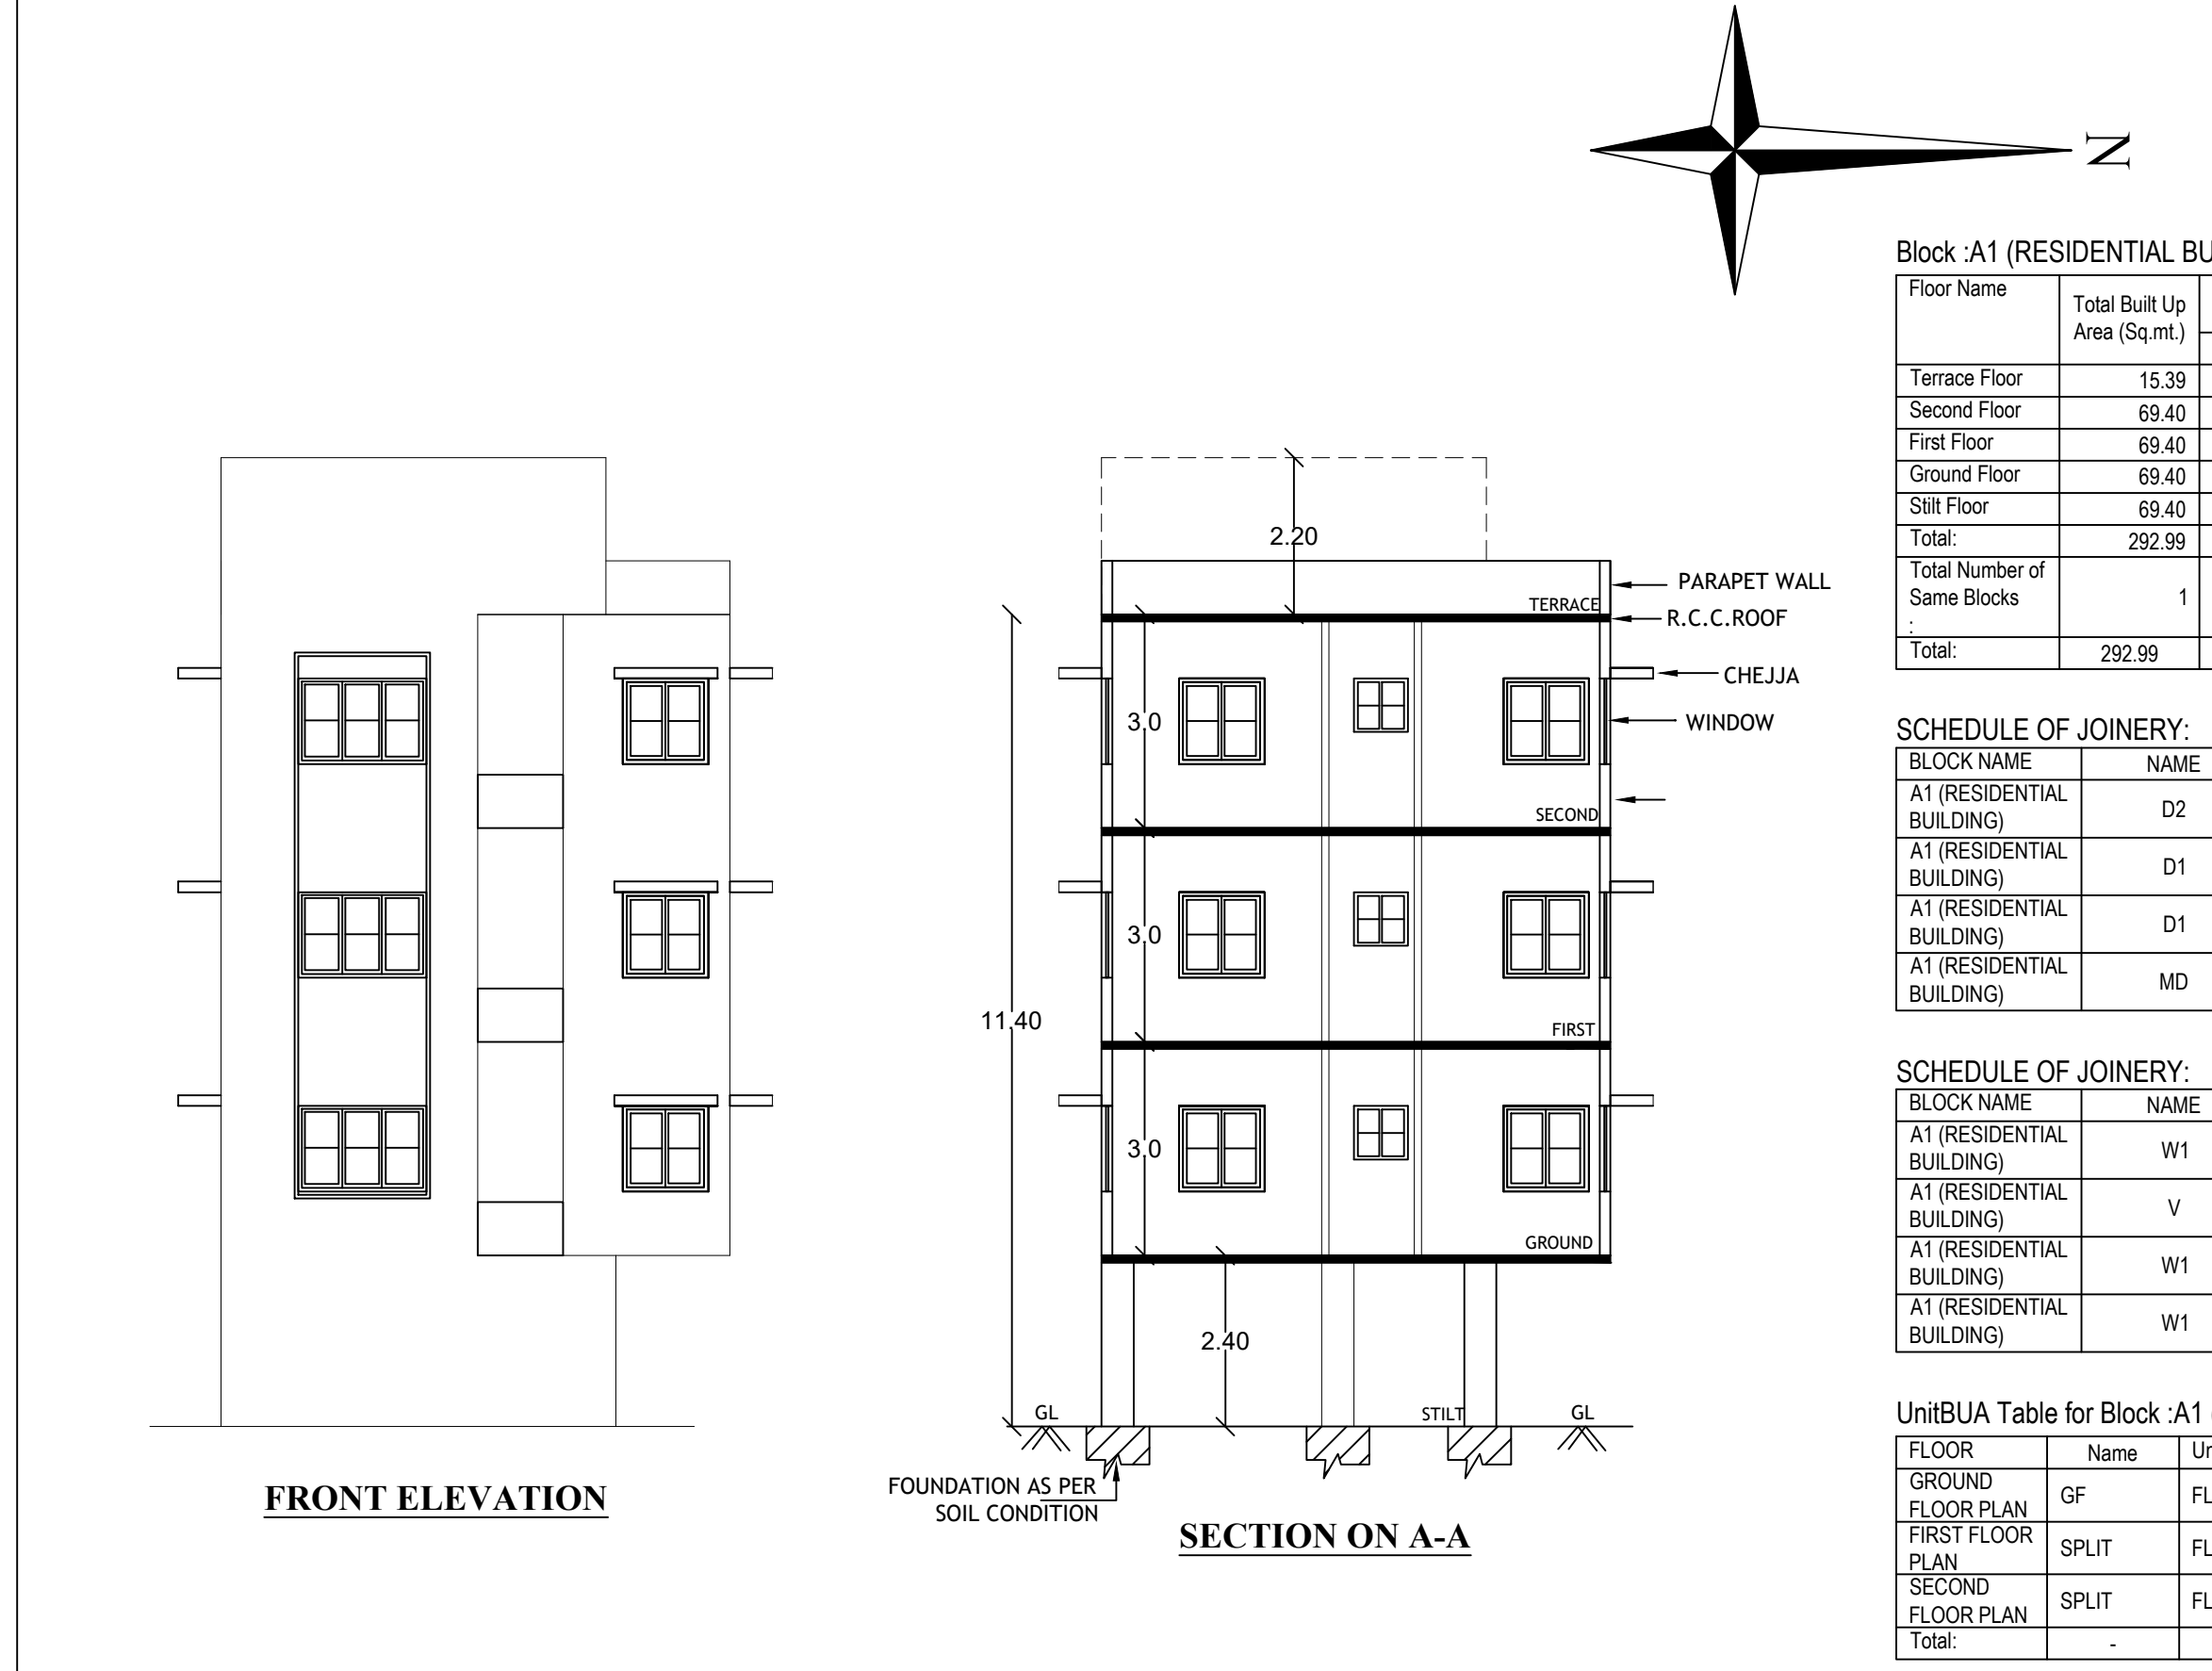 N
Block :A1 (RESIDENTIAL BU
Floor Name
Total Built Up
Area (Sq.mt.)
Terrace Floor 15.39
Second Floor 69.40
First Floor 69.40
Ground Floor 69.40
Stilt Floor 69.40
Total: 292.99
Total Number of
Same Blocks 1
:
Total: 292.99
SCHEDULE OF JOINERY:
BLOCK NAME NAME
A1 (RESIDENTIAL
BUILDING) D2
A1 (RESIDENTIAL
BUILDING) D1
A1 (RESIDENTIAL
BUILDING) D1
A1 (RESIDENTIAL
BUILDING) MD
SCHEDULE OF JOINERY:
BLOCK NAME NAME
A1 (RESIDENTIAL
BUILDING) W1
A1 (RESIDENTIAL
BUILDING) V
A1 (RESIDENTIAL
BUILDING) W1
A1 (RESIDENTIAL
BUILDING) W1
UnitBUA Table for Block :A1
FLOOR Name Un
GROUND
FLOOR PLAN GF FL
FIRST FLOOR
PLAN SPLIT FL
SECOND
FLOOR PLAN SPLIT FL
Total: -
2.20
PARAPET WALL
TERRACE
R.C.C.ROOF
CHEJJA
3.0
WINDOW
SECOND
3.0
11.40
FIRST
3.0
GROUND
2.40
GL
STILT
GL
FOUNDATION AS PER
SOIL CONDITION
FRONT ELEVATION
SECTION ON A-A